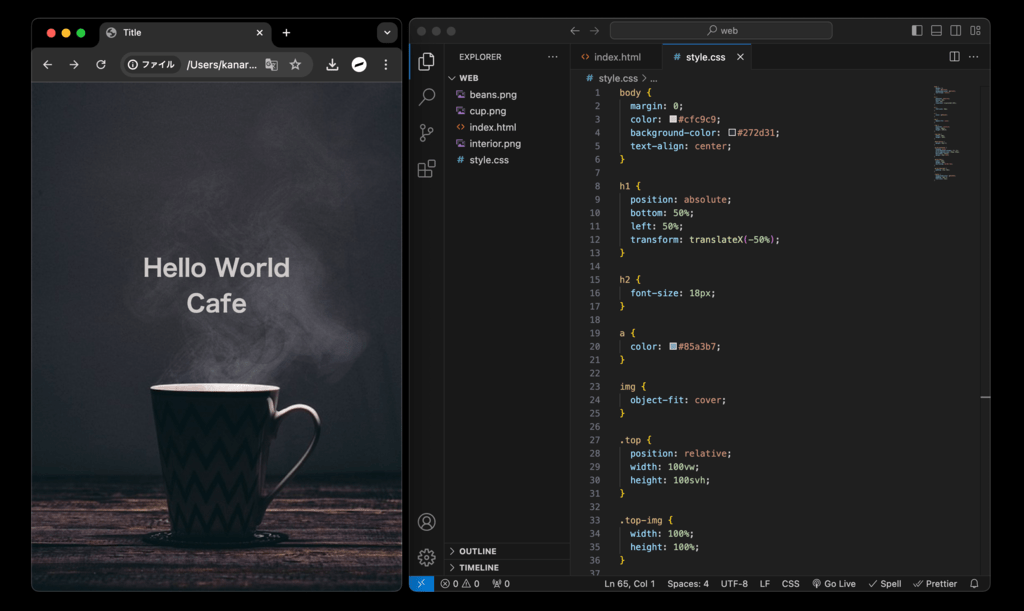 Title
ファイル
/Users/kanar...
Hello World
Cafe
web
EXPLORER
WEB
beans.png
cup.png
index.html
interior.png
style.css
OUTLINE
TIMELINE
index.html
style.css
style.css > ...
1 body {
2 margin: 0;
3 color: #cfc9c9;
4 background-color: #272d31;
5 text-align: center;
6 }
7
8 h1 {
9 position: absolute;
10 bottom: 50%;
11 left: 50%;
12 transform: translateX(-50%);
13 }
14
15 h2 {
16 font-size: 18px;
17 }
18
19 a {
20 color: #85a3b7;
21 }
22
23 img {
24 object-fit: cover;
25 }
26
27 .top {
28 position: relative;
29 width: 100vw;
30 height: 100svh;
31 }
32
33 .top-img {
34 width: 100%;
35 height: 100%;
36 }
37
0 0 0 Ln 65, Col 1 Spaces: 4 UTF-8 LF CSS Go Live Spell Prettier